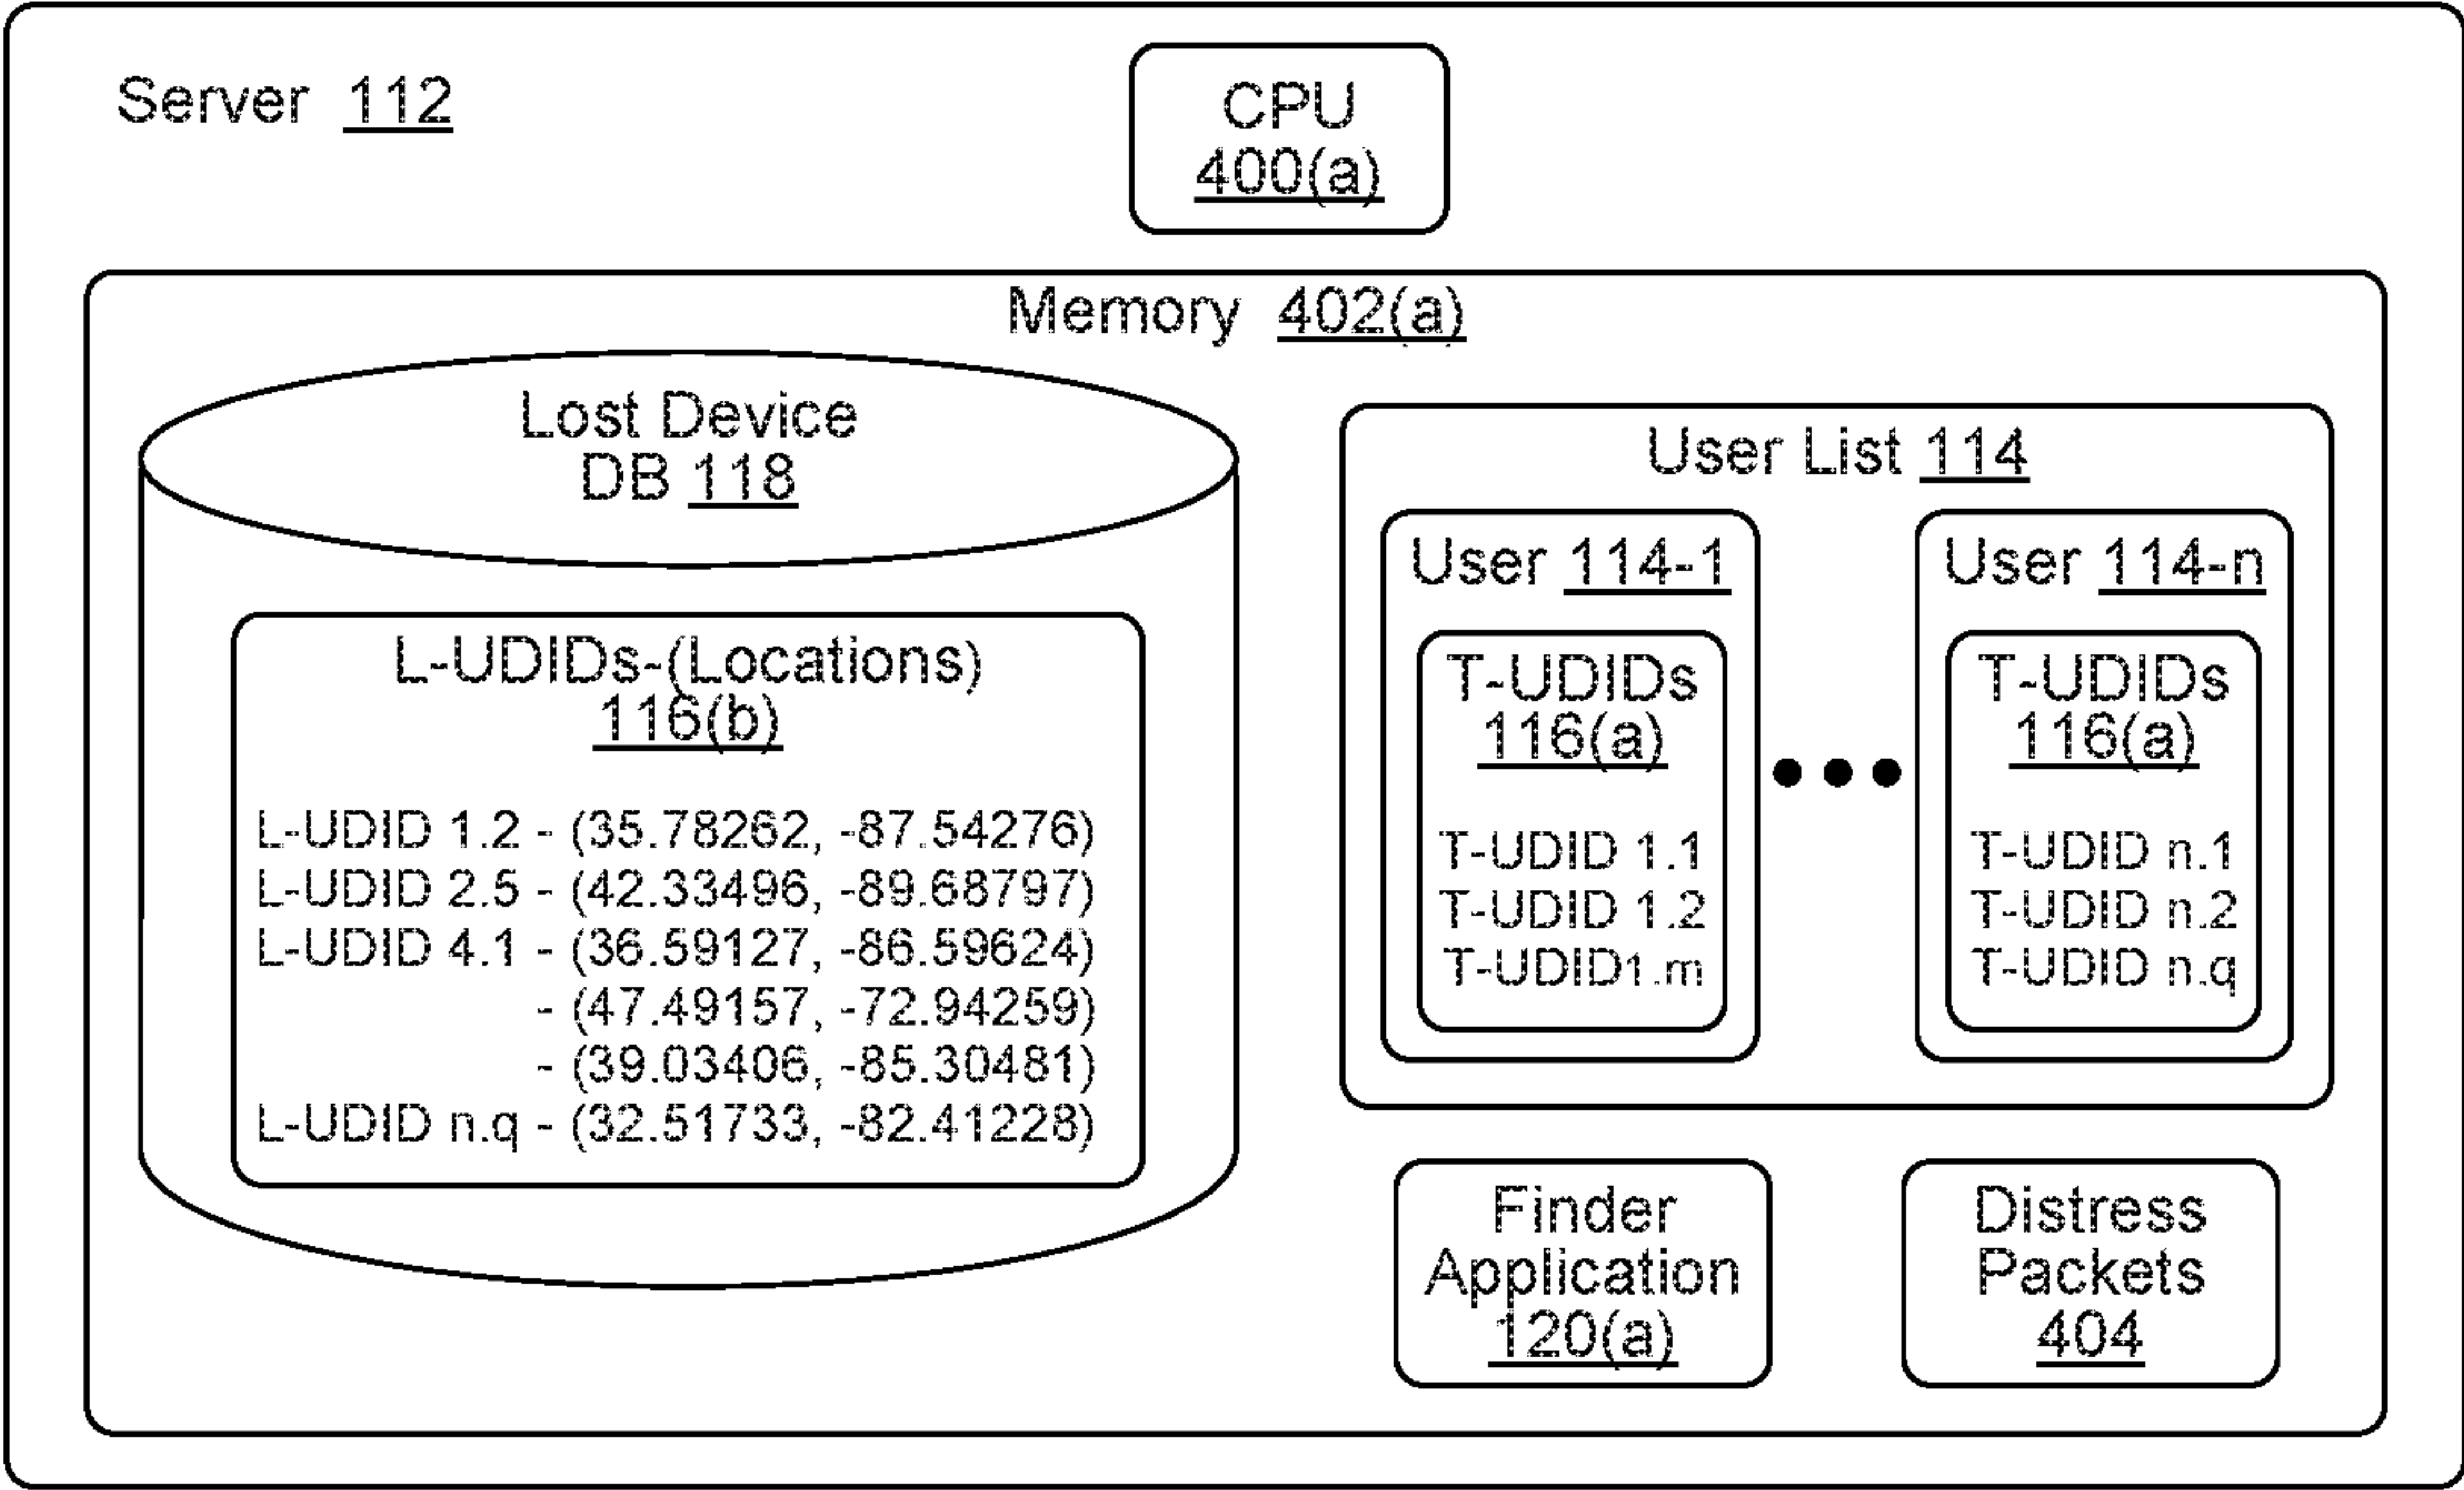 Server 112
CPU
400(a)
Memory 402(a)
Lost Device
DB 118
L-UDIDs-(Locations)
116(b)
L-UDID 1.2 - (35.78262, -87.54276)
L-UDID 2.5 - (42.33496, -89.68797)
L-UDID 4.1 - (36.59127, -86.59624)
- (47.49157, -72.94259)
- (39.03406, -85.30481)
L-UDID n.q - (32.51733, -82.41228)
User List 114
User 114-1
T-UDIDs
116(a)
T-UDID 1.1
T-UDID 1.2
T-UDID1.m
User 114-n
T-UDIDs
116(a)
T-UDID n.1
T-UDID n.2
T-UDID n.q
Finder
Application
120(a)
Distress
Packets
404